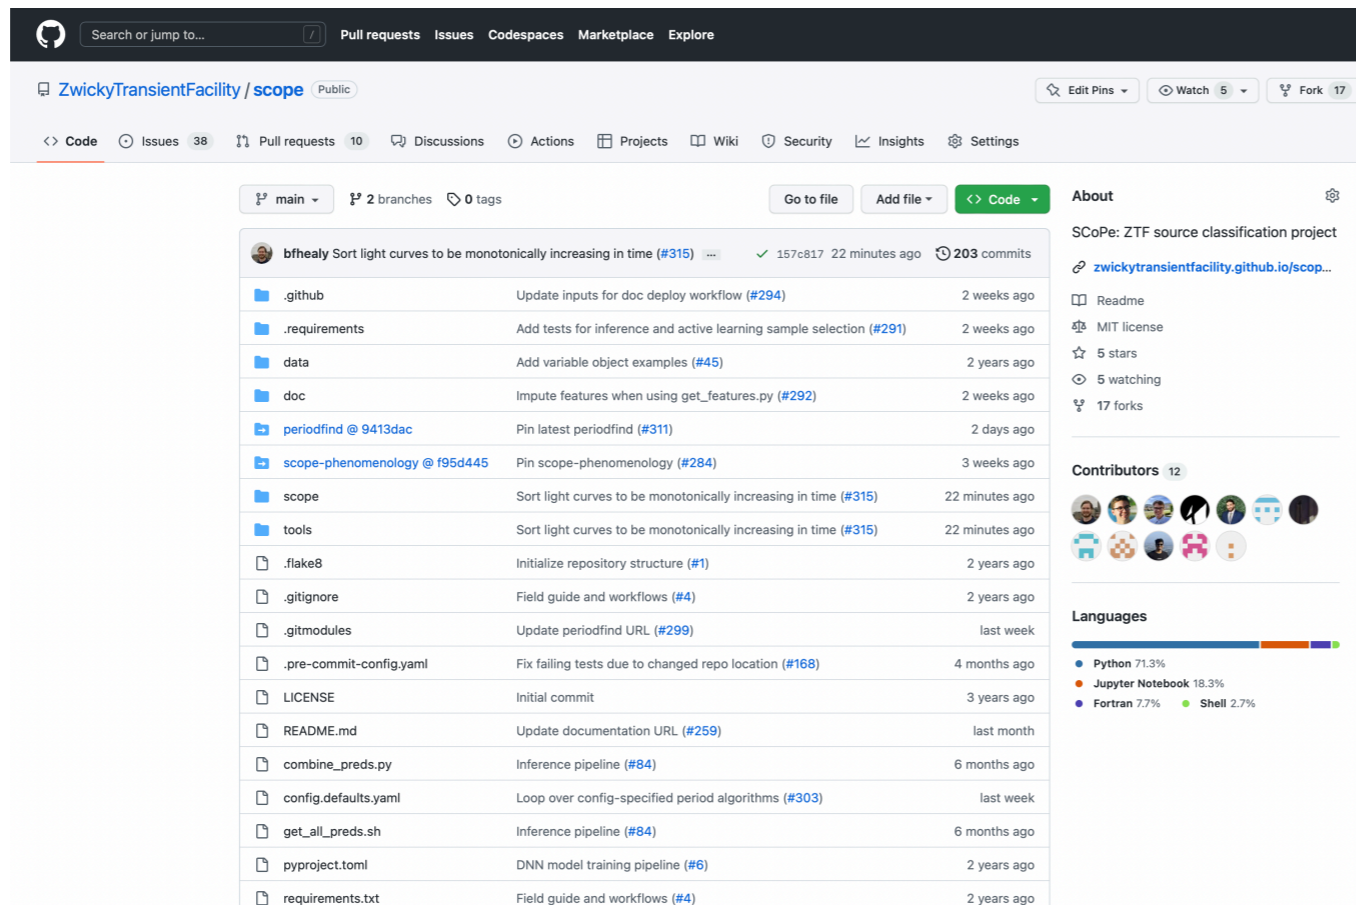 Search or jump to... / Pull requests Issues Codespaces Marketplace Explore
ZwickyTransientFacility / scope Public Edit Pins Watch 5 Fork 17
Code Issues 38 Pull requests 10 Discussions Actions Projects Wiki Security Insights Settings
main 2 branches 0 tags Go to file Add file Code
bfhealy Sort light curves to be monotonically increasing in time (#315) ... 157c817 22 minutes ago 203 commits
.github Update inputs for doc deploy workflow (#294) 2 weeks ago
.requirements Add tests for inference and active learning sample selection (#291) 2 weeks ago
data Add variable object examples (#45) 2 years ago
doc Impute features when using get_features.py (#292) 2 weeks ago
periodfind @ 9413dac Pin latest periodfind (#311) 2 days ago
scope-phenomenology @ f95d445 Pin scope-phenomenology (#284) 3 weeks ago
scope Sort light curves to be monotonically increasing in time (#315) 22 minutes ago
tools Sort light curves to be monotonically increasing in time (#315) 22 minutes ago
.flake8 Initialize repository structure (#1) 2 years ago
.gitignore Field guide and workflows (#4) 2 years ago
.gitmodules Update periodfind URL (#299) last week
.pre-commit-config.yaml Fix failing tests due to changed repo location (#168) 4 months ago
LICENSE Initial commit 3 years ago
README.md Update documentation URL (#259) last month
combine_preds.py Inference pipeline (#84) 6 months ago
config.defaults.yaml Loop over config-specified period algorithms (#303) last week
get_all_preds.sh Inference pipeline (#84) 6 months ago
pyproject.toml DNN model training pipeline (#6) 2 years ago
requirements.txt Field guide and workflows (#4) 2 years ago
About
SCoPe: ZTF source classification project
zwickytransientfacility.github.io/scop...
Readme
MIT license
5 stars
5 watching
17 forks
Contributors 12
Languages
Python 71.3%
Jupyter Notebook 18.3%
Fortran 7.7% Shell 2.7%